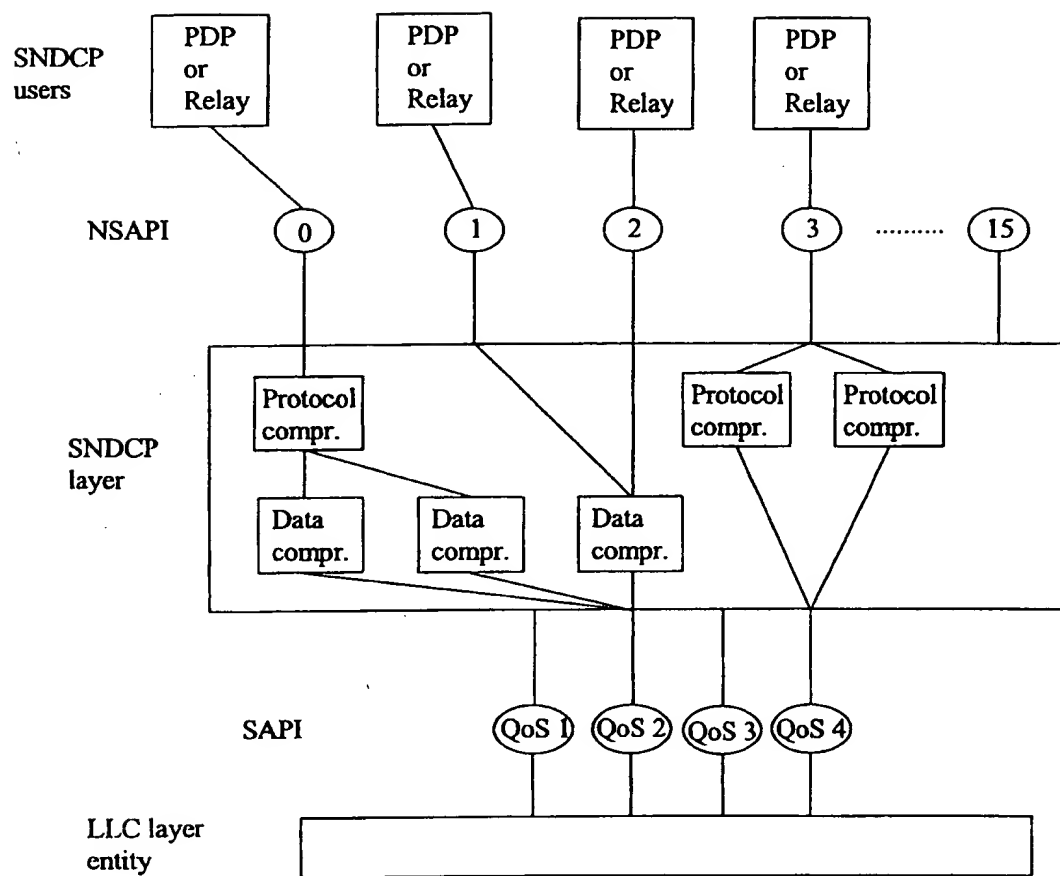 SNDCP
users
PDP
or
Relay
PDP
or
Relay
PDP
or
Relay
PDP
or
Relay
NSAPI
0
1
2
3
..........
15
SNDCP
layer
Protocol
compr.
Protocol
compr.
Protocol
compr.
Data
compr.
Data
compr.
Data
compr.
SAPI
QoS 1
QoS 2
QoS 3
QoS 4
LLC layer
entity